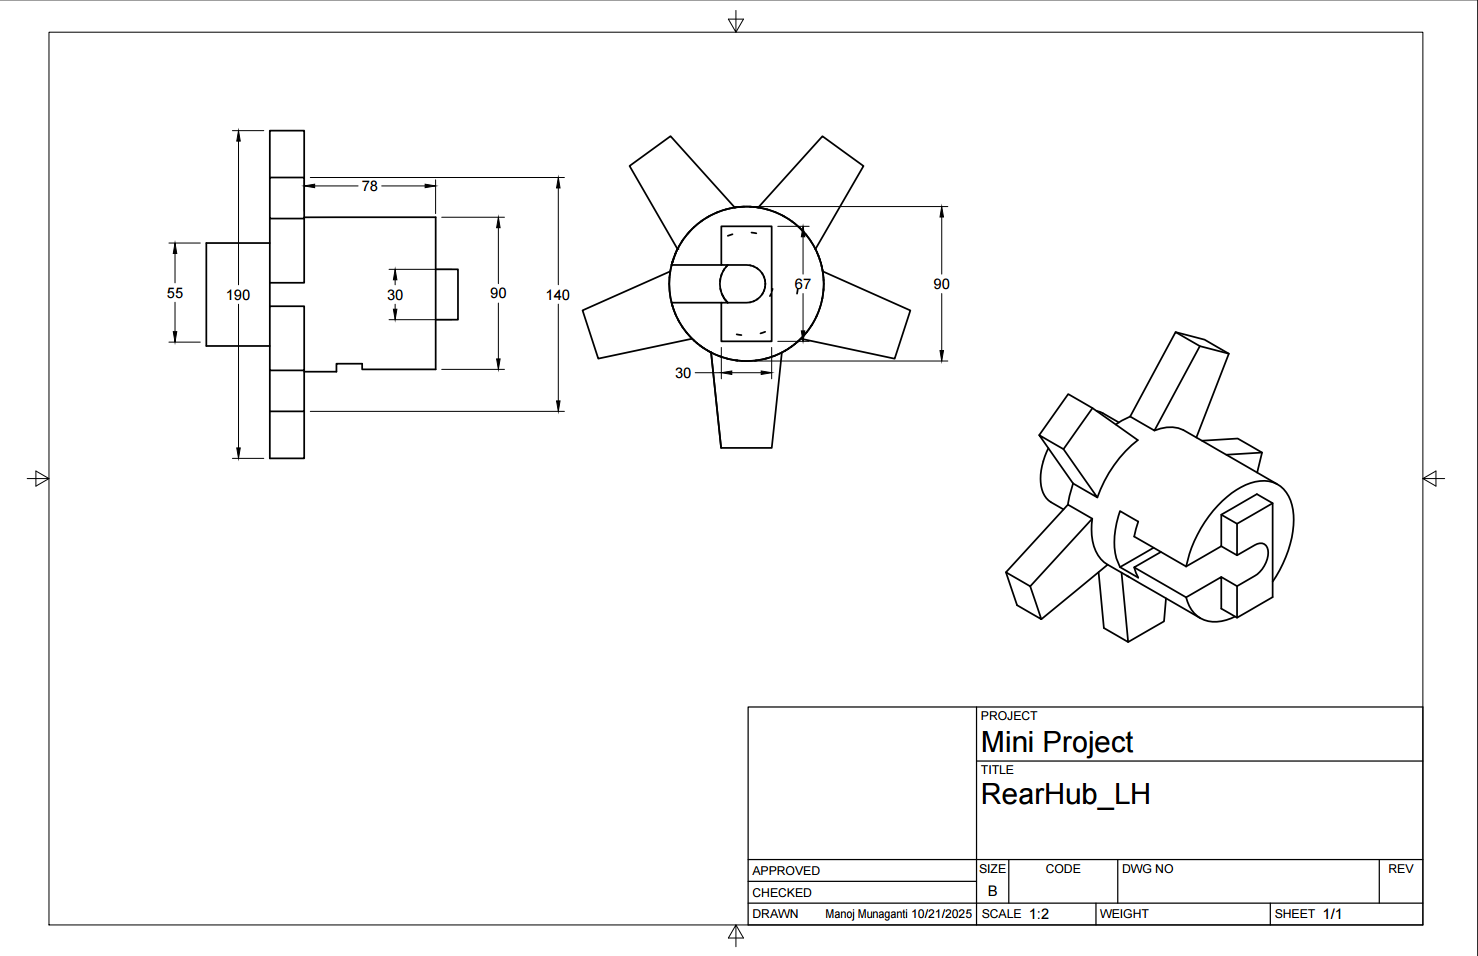 78
55
190
30
90
140
67
90
30
PROJECT
Mini Project
TITLE
RearHub_LH
APPROVED
SIZE
CODE
DWG NO
REV
B
CHECKED
DRAWN Manoj Munaganti 10/21/2025
SCALE 1:2
WEIGHT
SHEET 1/1